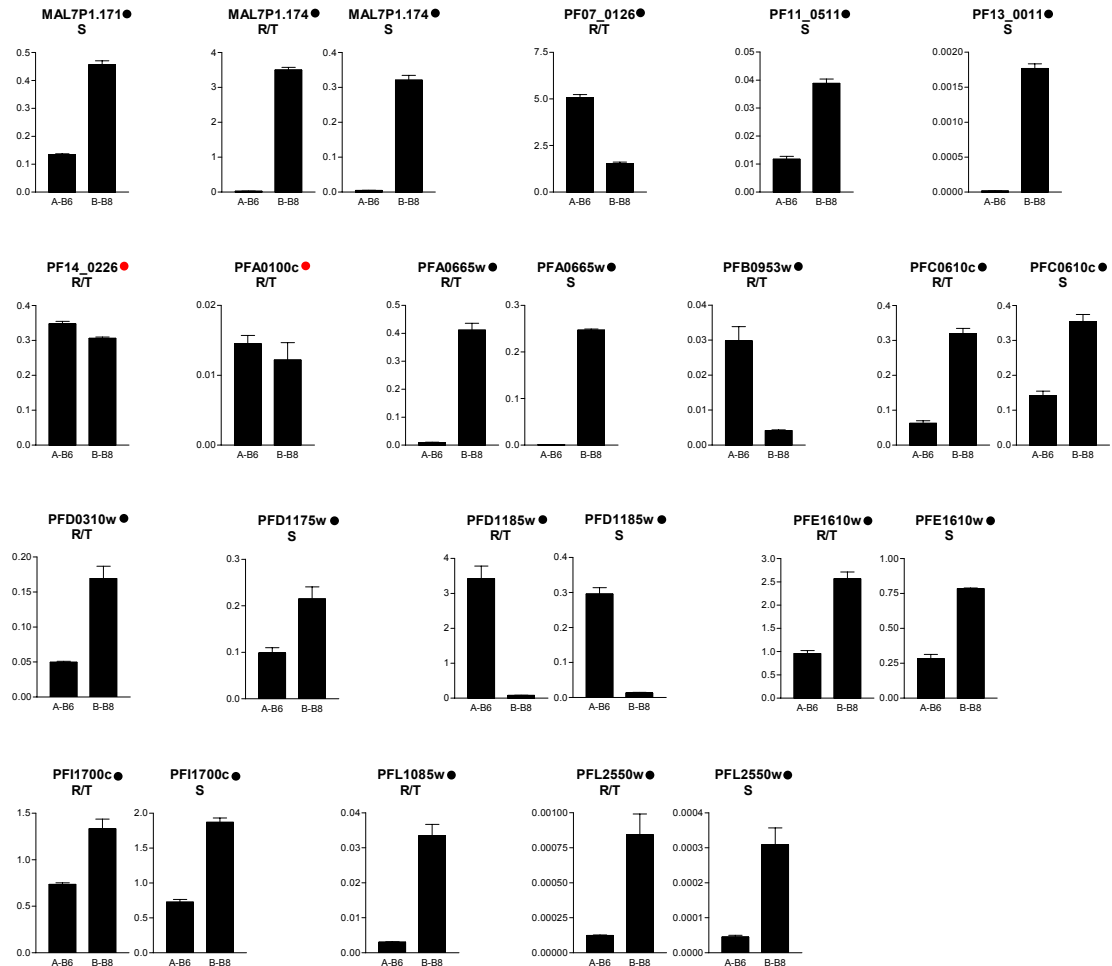 MAL7P1.171
S
0.5
0.4
0.3
0.2
0.1
0.0
A-B6 B-B8
MAL7P1.174
R/T
4
3
2
1
0
A-B6 B-B8
MAL7P1.174
S
0.4
0.3
0.2
0.1
0.0
A-B6 B-B8
PF07_0126
R/T
7.5
5.0
2.5
0.0
A-B6 B-B8
PF11_0511
S
0.05
0.04
0.03
0.02
0.01
0.00
A-B6 B-B8
PF13_0011
S
0.0020
0.0015
0.0010
0.0005
0.0000
A-B6 B-B8
PF14_0226
R/T
0.4
0.3
0.2
0.1
0.0
A-B6 B-B8
PFA0100c
R/T
0.02
0.01
0.00
A-B6 B-B8
PFA0665w
R/T
0.5
0.4
0.3
0.2
0.1
0.0
A-B6 B-B8
PFA0665w
S
0.3
0.2
0.1
0.0
A-B6 B-B8
PFB0953w
R/T
0.04
0.03
0.02
0.01
0.00
A-B6 B-B8
PFC0610c
R/T
0.4
0.3
0.2
0.1
0.0
A-B6 B-B8
PFC0610c
S
0.4
0.3
0.2
0.1
0.0
A-B6 B-B8
PFD0310w
R/T
0.20
0.15
0.10
0.05
0.00
A-B6 B-B8
PFD1175w
S
0.3
0.2
0.1
0.0
A-B6 B-B8
PFD1185w
R/T
4
3
2
1
0
A-B6 B-B8
PFD1185w
S
0.4
0.3
0.2
0.1
0.0
A-B6 B-B8
PFE1610w
R/T
3.0
2.5
2.0
1.5
1.0
0.5
0.0
A-B6 B-B8
PFE1610w
S
1.00
0.75
0.50
0.25
0.00
A-B6 B-B8
PFI1700c
R/T
1.5
1.0
0.5
0.0
A-B6 B-B8
PFI1700c
S
2.0
1.5
1.0
0.5
0.0
A-B6 B-B8
PFL1085w
R/T
0.04
0.03
0.02
0.01
0.00
A-B6 B-B8
PFL2550w
R/T
0.00100
0.00075
0.00050
0.00025
0.00000
A-B6 B-B8
PFL2550w
S
0.0004
0.0003
0.0002
0.0001
0.0000
A-B6 B-B8